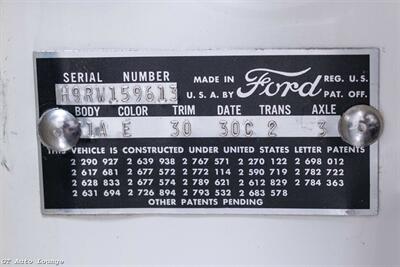 SERIAL NUMBER MADE IN Ford REG. U.S.
H9RW159613 U.S.A. BY PAT. OFF.
BODY COLOR TRIM DATE TRANS AXLE
1A E 30 30C 2 3
THIS VEHICLE IS CONSTRUCTED UNDER UNITED STATES LETTER PATENTS
2 290 927 2 639 938 2 767 571 2 270 122 2 698 012
2 617 681 2 677 572 2 772 114 2 590 719 2 782 722
2 628 833 2 677 574 2 789 621 2 612 829 2 784 363
2 631 694 2 726 894 2 793 532 2 683 578
OTHER PATENTS PENDING
GT Auto Lounge